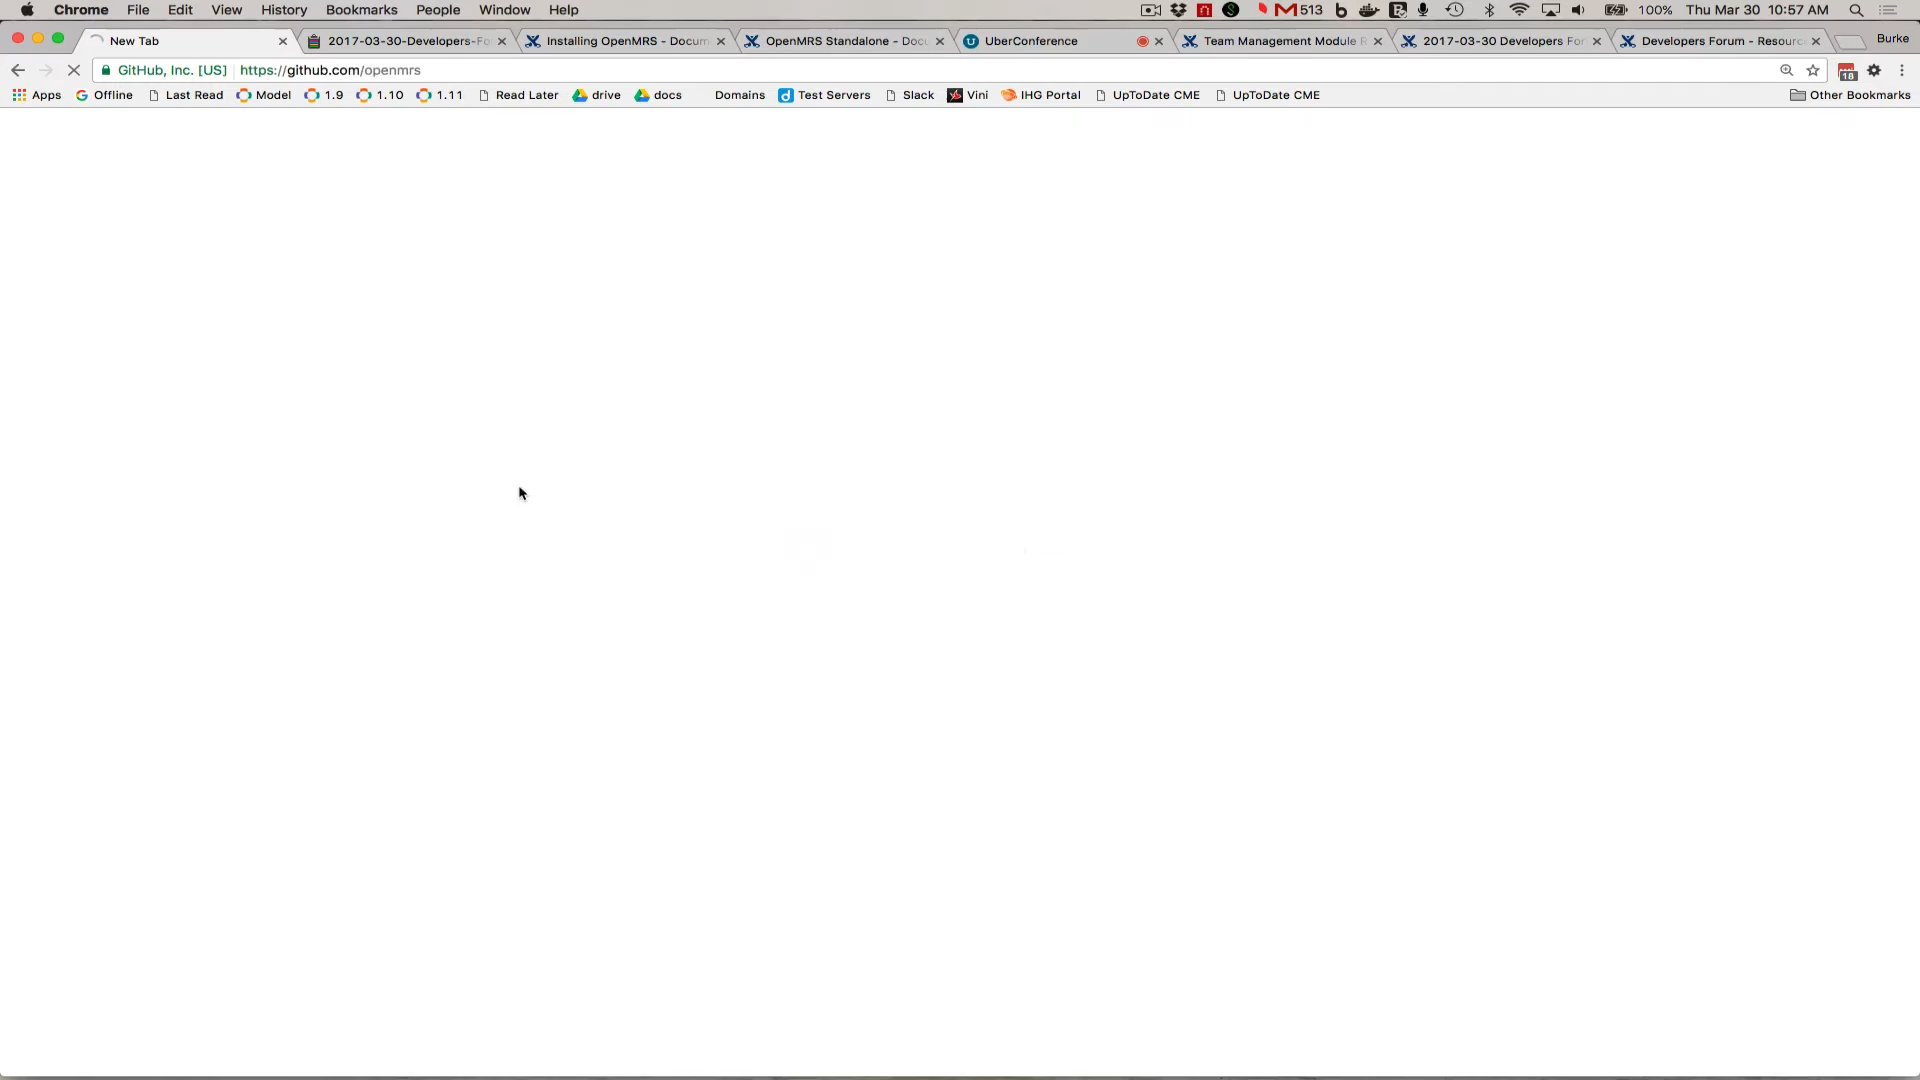 Chrome File Edit View History Bookmarks People Window Help 513 100% Thu Mar 30 10:57 AM
New Tab 2017-03-30-Developers-Fo Installing OpenMRS - Docum OpenMRS Standalone - Docu UberConference Team Management Module R 2017-03-30 Developers For Developers Forum - Resourc Burke
GitHub, Inc. [US] https://github.com/openmrs 18
Apps Offline Last Read Model 1.9 1.10 1.11 Read Later drive docs Domains Test Servers Slack Vini IHG Portal UpToDate CME UpToDate CME Other Bookmarks